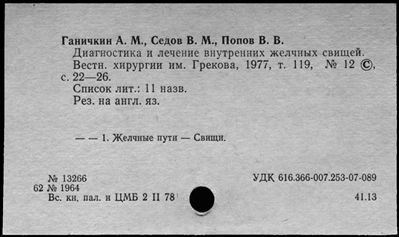 Ганичкин А. М., Седов В. М., Попов В. В.
Диагностика и лечение внутренних желчных свищей.
Вестн. хирургии им. Грекова, 1977, т. 119, № 12 ©,
с. 22—26.
Список лит.: 11 назв.
Рез. на англ. яз.
— — 1. Желчные пути — Свищи.
№ 13266 УДК 616.366-007.253-07-089
62 № 1964
Вс. кн. пал. и ЦМБ 2 II 78 41.13